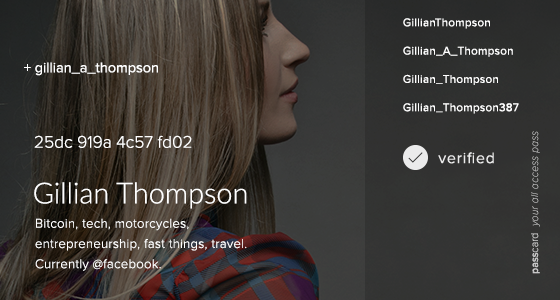 + gillian_a_thompson
25dc 919a 4c57 fd02
Gillian Thompson
Bitcoin, tech, motorcycles,
entrepreneurship, fast things, travel.
Currently @facebook.
GillianThompson
Gillian_A_Thompson
Gillian_Thompson
Gillian_Thompson387
verified
passcard your all access pass